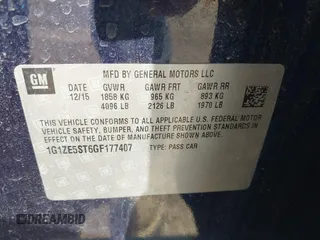 GM
MFD BY GENERAL MOTORS LLC
DATE GVWR GAWR FRT GAWR RR
12/15 1858 KG 965 KG 893 KG
4096 LB 2126 LB 1970 LB
THIS VEHICLE CONFORMS TO ALL APPLICABLE U.S. FEDERAL MOTOR
VEHICLE SAFETY, BUMPER, AND THEFT PREVENTION STANDARDS IN
EFFECT ON THE DATE OF MANUFACTURE SHOWN ABOVE.
1G1ZE5ST6GF177407 TYPE: PASS CAR
DREAMBID